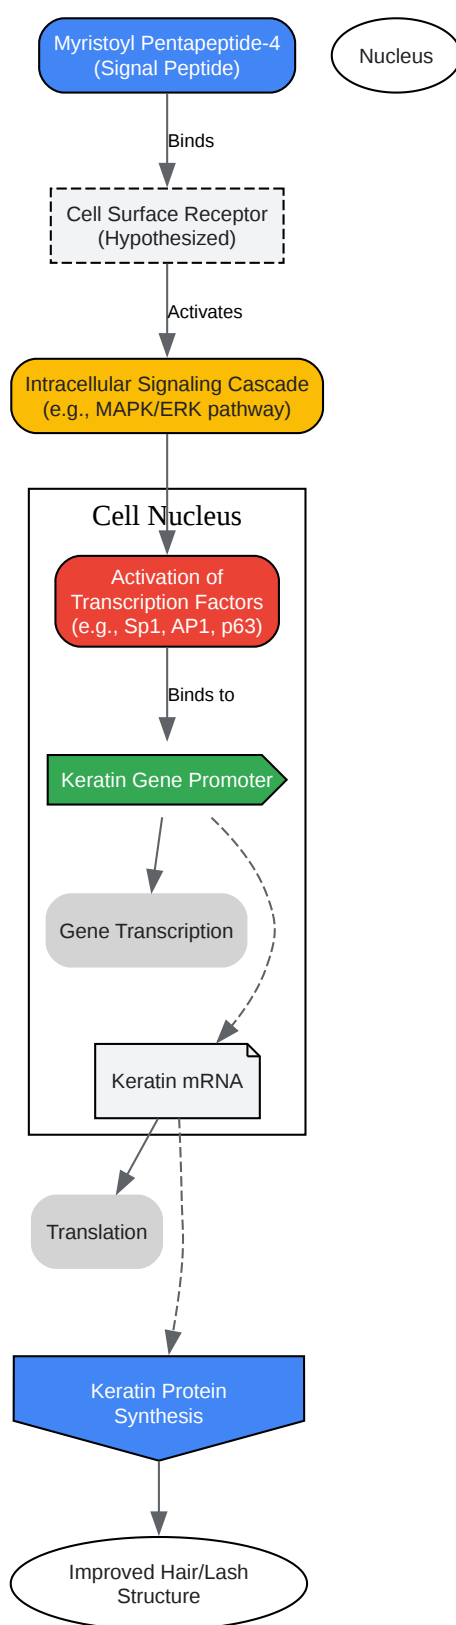 Myristoyl Pentapeptide-4
(Signal Peptide)
Nucleus
Binds
Cell Surface Receptor
(Hypothesized)
Activates
Intracellular Signaling Cascade
(e.g., MAPK/ERK pathway)
Cell Nucleus
Activation of
Transcription Factors
(e.g., Sp1, AP1, p63)
Binds to
Keratin Gene Promoter
Gene Transcription
Keratin mRNA
Translation
Keratin Protein
Synthesis
Improved Hair/Lash
Structure